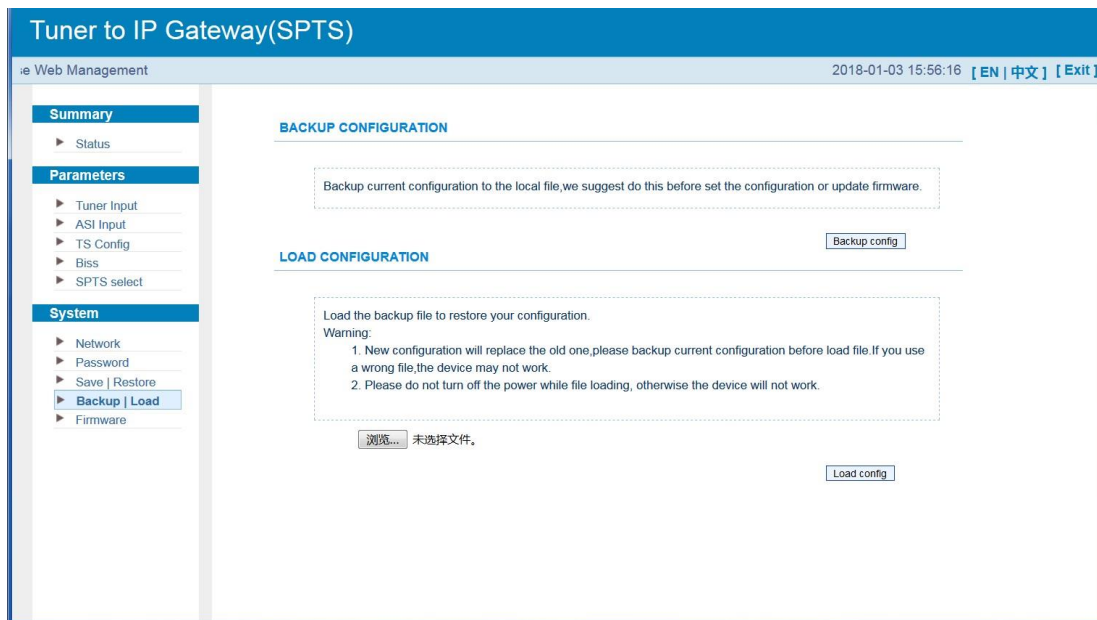 Tuner to IP Gateway(SPTS)
Web Management
2018-01-03 15:56:16 [ EN | 中文 ] [ Exit ]
Summary
Status
Parameters
Tuner Input
ASI Input
TS Config
Biss
SPTS select
System
Network
Password
Save | Restore
Backup | Load
Firmware
BACKUP CONFIGURATION
Backup current configuration to the local file,we suggest do this before set the configuration or update firmware.
Backup config
LOAD CONFIGURATION
Load the backup file to restore your configuration.
Warning:
1. New configuration will replace the old one,please backup current configuration before load file.If you use
a wrong file,the device may not work.
2. Please do not turn off the power while file loading, otherwise the device will not work.
浏览... 未选择文件。
Load config